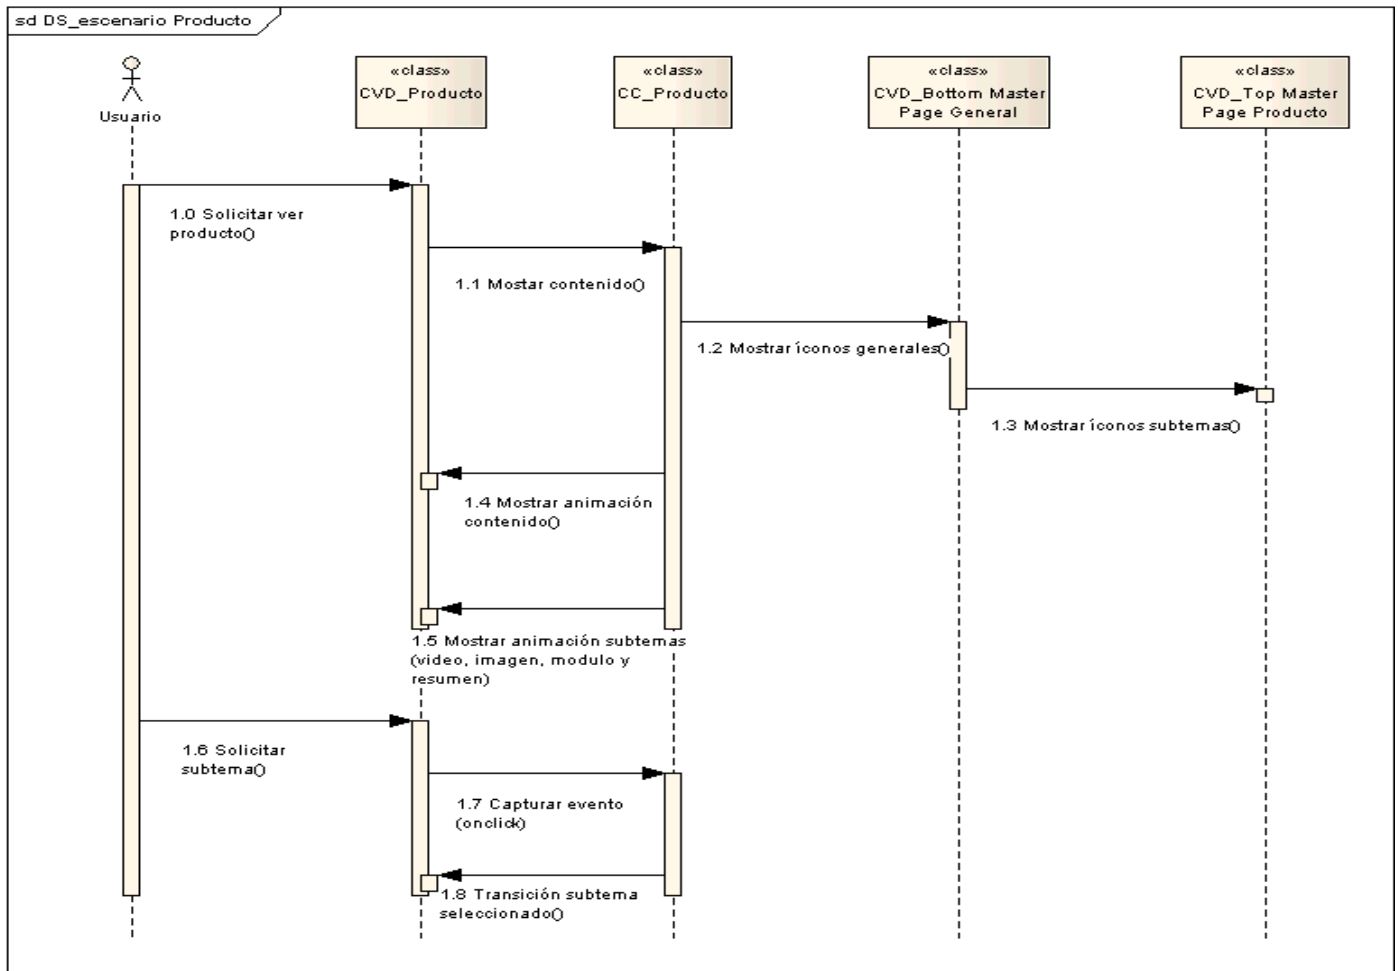 sd DS_escenario Producto
Usuario
«class»
CVD_Producto
«class»
CC_Producto
«class»
CVD_Bottom Master
Page General
«class»
CVD_Top Master
Page Producto
1.0 Solicitar ver
producto()
1.1 Mostar contenido()
1.2 Mostrar íconos generales()
1.3 Mostrar íconos subtemas()
1.4 Mostrar animación
contenido()
1.5 Mostrar animación subtemas
(video, imagen, modulo y
resumen)
1.6 Solicitar
subtema()
1.7 Capturar evento
(onclick)
1.8 Transición subtema
seleccionado()